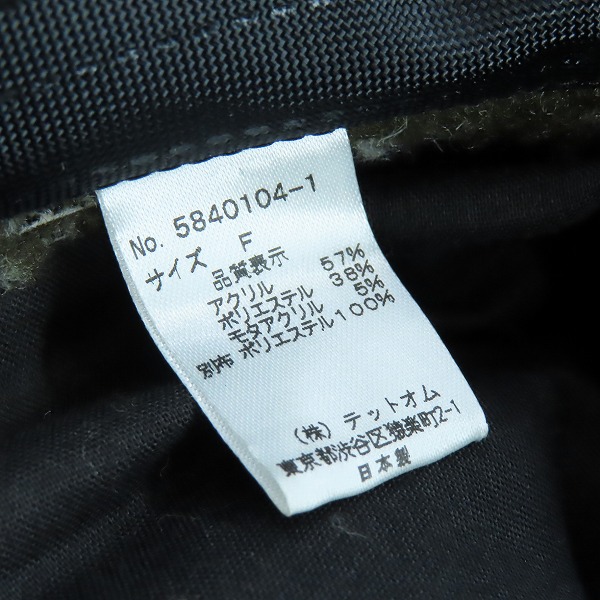 No. 5840104-1
サイズ F
品質表示
アクリル 57%
ポリエステル 38%
モダアクリル 5%
別布 ポリエステル100%
(株) テットオム
東京都渋谷区猿楽町2-1
日本製